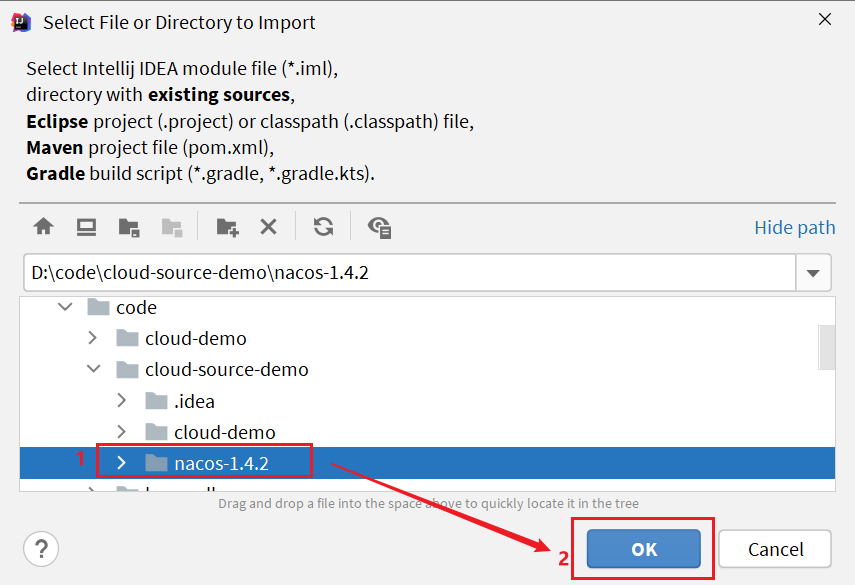 Select File or Directory to Import
Select Intellij IDEA module file (*.iml),
directory with existing sources,
Eclipse project (.project) or classpath (.classpath) file,
Maven project file (pom.xml),
Gradle build script (*.gradle, *.gradle.kts).
Hide path
D:\code\cloud-source-demo\nacos-1.4.2
code
cloud-demo
cloud-source-demo
.idea
cloud-demo
1 nacos-1.4.2
Drag and drop a file into the space above to quickly locate it in the tree
? 2 OK Cancel